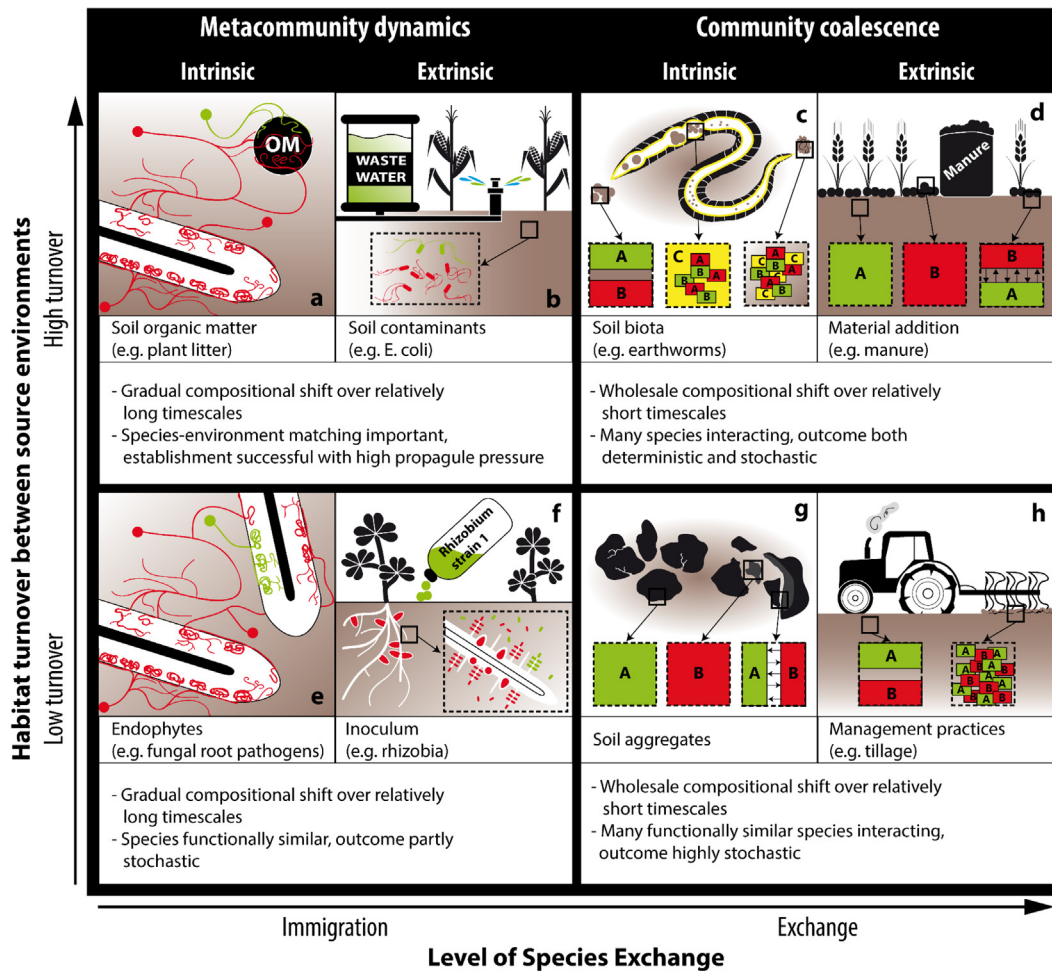 Metacommunity dynamics
Community coalescence
Intrinsic
Extrinsic
Intrinsic
Extrinsic
OM
a
WASTE
WATER
b
c
A
B
C
A
B
A
B
A
B
A
B
C
A
C
B
B
A
C
B
C
A
B
Manure
d
A
B
B
A
Soil organic matter
(e.g. plant litter)
Soil contaminants
(e.g. E. coli)
Soil biota
(e.g. earthworms)
Material addition
(e.g. manure)
- Gradual compositional shift over relatively
long timescales
- Species-environment matching important,
establishment successful with high propagule pressure
- Wholesale compositional shift over relatively
short timescales
- Many species interacting, outcome both
deterministic and stochastic
e
Rhizobium
strain 1
f
g
A
B
A
B
h
A
B
A
B
A
B
A
B
A
B
A
B
A
B
A
B
Endophytes
(e.g. fungal root pathogens)
Inoculum
(e.g. rhizobia)
Soil aggregates
Management practices
(e.g. tillage)
- Gradual compositional shift over relatively
long timescales
- Species functionally similar, outcome partly
stochastic
- Wholesale compositional shift over relatively
short timescales
- Many functionally similar species interacting,
outcome highly stochastic
Habitat turnover between source environments
High turnover
Low turnover
Immigration
Exchange
Level of Species Exchange